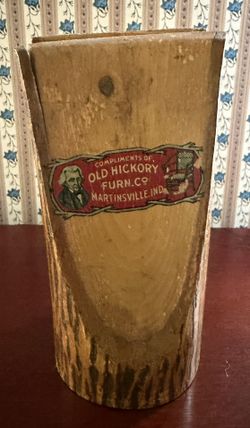 COMPLIMENTS OF
OLD HICKORY
FURN. CO
MARTINSVILLE, IND.